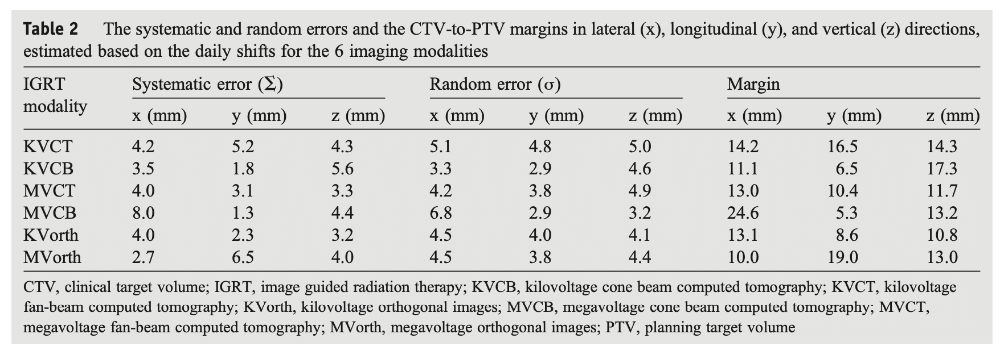 Table 2 The systematic and random errors and the CTV-to-PTV margins in lateral (x), longitudinal (y), and vertical (z) directions,
estimated based on the daily shifts for the 6 imaging modalities
IGRT modality Systematic error (Σ) Random error (σ) Margin
x (mm) y (mm) z (mm) x (mm) y (mm) z (mm) x (mm) y (mm) z (mm)
KVCT 4.2 5.2 4.3 5.1 4.8 5.0 14.2 16.5 14.3
KVCB 3.5 1.8 5.6 3.3 2.9 4.6 11.1 6.5 17.3
MVCT 4.0 3.1 3.3 4.2 3.8 4.9 13.0 10.4 11.7
MVCB 8.0 1.3 4.4 6.8 2.9 3.2 24.6 5.3 13.2
KVorth 4.0 2.3 3.2 4.5 4.0 4.1 13.1 8.6 10.8
MVorth 2.7 6.5 4.0 4.5 3.8 4.4 10.0 19.0 13.0
CTV, clinical target volume; IGRT, image guided radiation therapy; KVCB, kilovoltage cone beam computed tomography; KVCT, kilovoltage
fan-beam computed tomography; KVorth, kilovoltage orthogonal images; MVCB, megavoltage cone beam computed tomography; MVCT,
megavoltage fan-beam computed tomography; MVorth, megavoltage orthogonal images; PTV, planning target volume